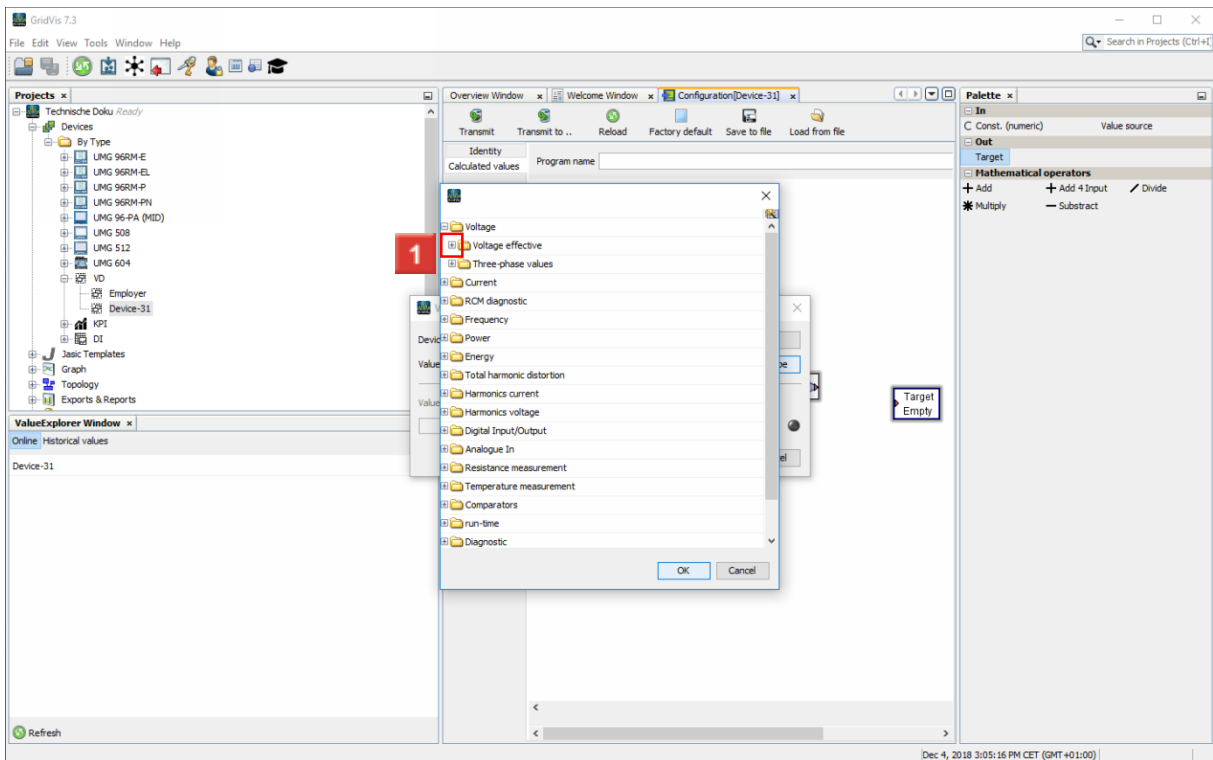 GridVis 7.3
File Edit View Tools Window Help
Search in Projects (Ctrl+I
Projects
Technische Doku Ready
Devices
By Type
UMG 96RM-E
UMG 96RM-EL
UMG 96RM-P
UMG 96RM-PN
UMG 96-PA (MID)
UMG 508
UMG 512
UMG 604
VD
Employer
Device-31
KPI
DI
Jasic Templates
Graph
Topology
Exports & Reports
ValueExplorer Window
Online Historical values
Device-31
Refresh
Overview Window Welcome Window Configuration[Device-31]
Transmit Transmit to .. Reload Factory default Save to file Load from file
Identity
Calculated values
Program name
1
Voltage
Voltage effective
Three-phase values
Current
RCM diagnostic
Frequency
Power
Energy
Total harmonic distortion
Harmonics current
Harmonics voltage
Digital Input/Output
Analogue In
Resistance measurement
Temperature measurement
Comparators
run-time
Diagnostic
OK Cancel
Devic
Value
Value
Target
Empty
Palette
In
C Const. (numeric) Value source
Out
Target
Mathematical operators
Add Add 4 Input Divide
Multiply Substract
Dec 4, 2018 3:05:16 PM CET (GMT+01:00)